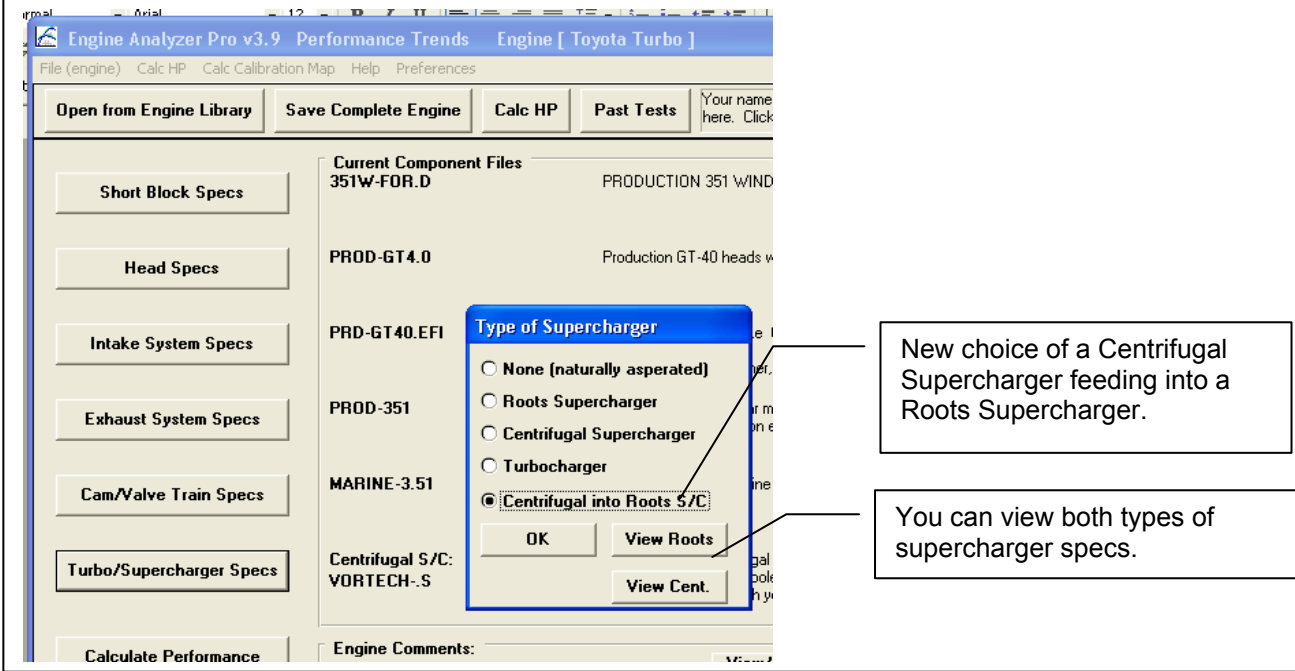 Arial
12
B I U
Engine Analyzer Pro v3.9 Performance Trends Engine [ Toyota Turbo ]
File (engine) Calc HP Calc Calibration Map Help Preferences
Open from Engine Library Save Complete Engine Calc HP Past Tests Your name
here. Click
Current Component Files
Short Block Specs 351W-FOR.D PRODUCTION 351 WIND
Head Specs PROD-GT4.0 Production GT-40 heads
Intake System Specs PRD-GT40.EFI
Exhaust System Specs PROD-351
Cam/Valve Train Specs MARINE-3.51
Turbo/Supercharger Specs Centrifugal S/C:
VORTECH-.S
Calculate Performance Engine Comments:
Type of Supercharger
None (naturally asperated)
Roots Supercharger
Centrifugal Supercharger
Turbocharger
Centrifugal into Roots S/C
OK View Roots
View Cent.
New choice of a Centrifugal
Supercharger feeding into a
Roots Supercharger.
You can view both types of
supercharger specs.